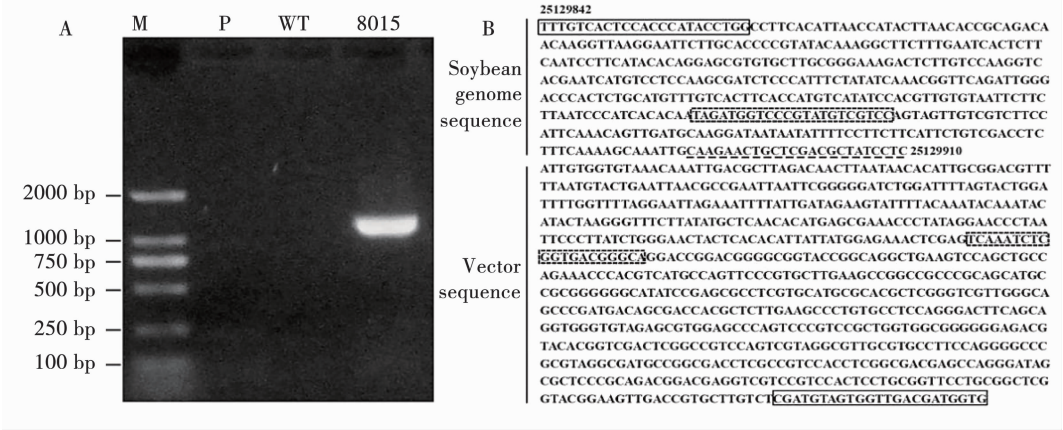 A
M P WT 8015
2000 bp
1000 bp
750 bp
500 bp
250 bp
100 bp
B
Soybean
genome
sequence
Vector
sequence
25129842
TTTGTCACTCCACCCATACCTGGCCTTCACATTAACCATACTTAACACCGCAGACA
ACAAGGTTAAGGAATTCTTGCACCCCGTATACAAAGGCTTCTTTGAATCACTCTT
CAATCCTTCATACACAGGAGCGTGTGCTTGCGGGAAAGACTCTTGTCCAAGGTC
ACGAATCATGTCCTCCAAGCGATCTCCCATTTCTATATCAAACGGTTCAGATTGGG
ACCCACTCTGCATGTTTGTCACTTCACCATGTCATATCCACGTTGTGTAATTCTTC
TTAATCCCATCACACAATAGATGGTCCCGTATGTCGTCCAGTAGTTGTCGTCTTCC
ATTCAAACAGTTGATGCAAGGATAATAATATTTTCCTTCTTCATTCTGTCGACCTC
TTTCAAAAGCAAATTGCAAGAACTGCTCGACGCTATCCTC 25129910
ATTGTGGTGTAAACAAATTGACGCTTAGACAACTTAATAACACATTGCGGACGTTT
TTAATGTACTGAATTAACGCCGAATTAATTCGGGGGATCTGGATTTTAGTACTGGA
TTTTGGTTTTAGGAATTAGAAATTTTATTGATAGAAGTATTTTACAAATACAAATAC
ATACTAAGGGTTTCTTATATGCTCAACACATGAGCGAAACCCTATAGGAACCCTAA
TTCCCTTATCTGGGAACTACTCACACATTATTATGGAGAAACTCGAGTCAAATCTC
GGTGACGGGCAGGACCGGACGGGGCGGTACCGGCAGGCTGAAGTCCAGCTGCC
AGAAACCCACGTCATGCCAGTTCCCGTGCTTGAAGCCGGCCGCCCGCAGCATGC
CGCGGGGGGCATATCCGAGCGCCTCGTGCATGCGCACGCTCGGGTCGTTGGGCA
GCCCGATGACAGCGACCACGCTCTTGAAGCCCTGTGCCTCCAGGGACTTCAGCA
GGTGGGTGTAGAGCGTGGAGCCCAGTCCCGTCCGCTGGTGGCGGGGGGAGACG
TACACGGTCGACTCGGCCGTCCAGTCGTAGGCGTTGCGTGCCTTCCAGGGGCCC
GCGTAGGCGATGCCGGCGACCTCGCCGTCCACCTCGGCGACGAGCCAGGGATAG
CGCTCCCGCAGACGGACGAGGTCGTCCGTCCACTCCTGCGGTTCCTGCGGCTCG
GTACGGAAGTTGACCGTGCTTGTCTCGATGTAGTGGTTGACGATGGTG